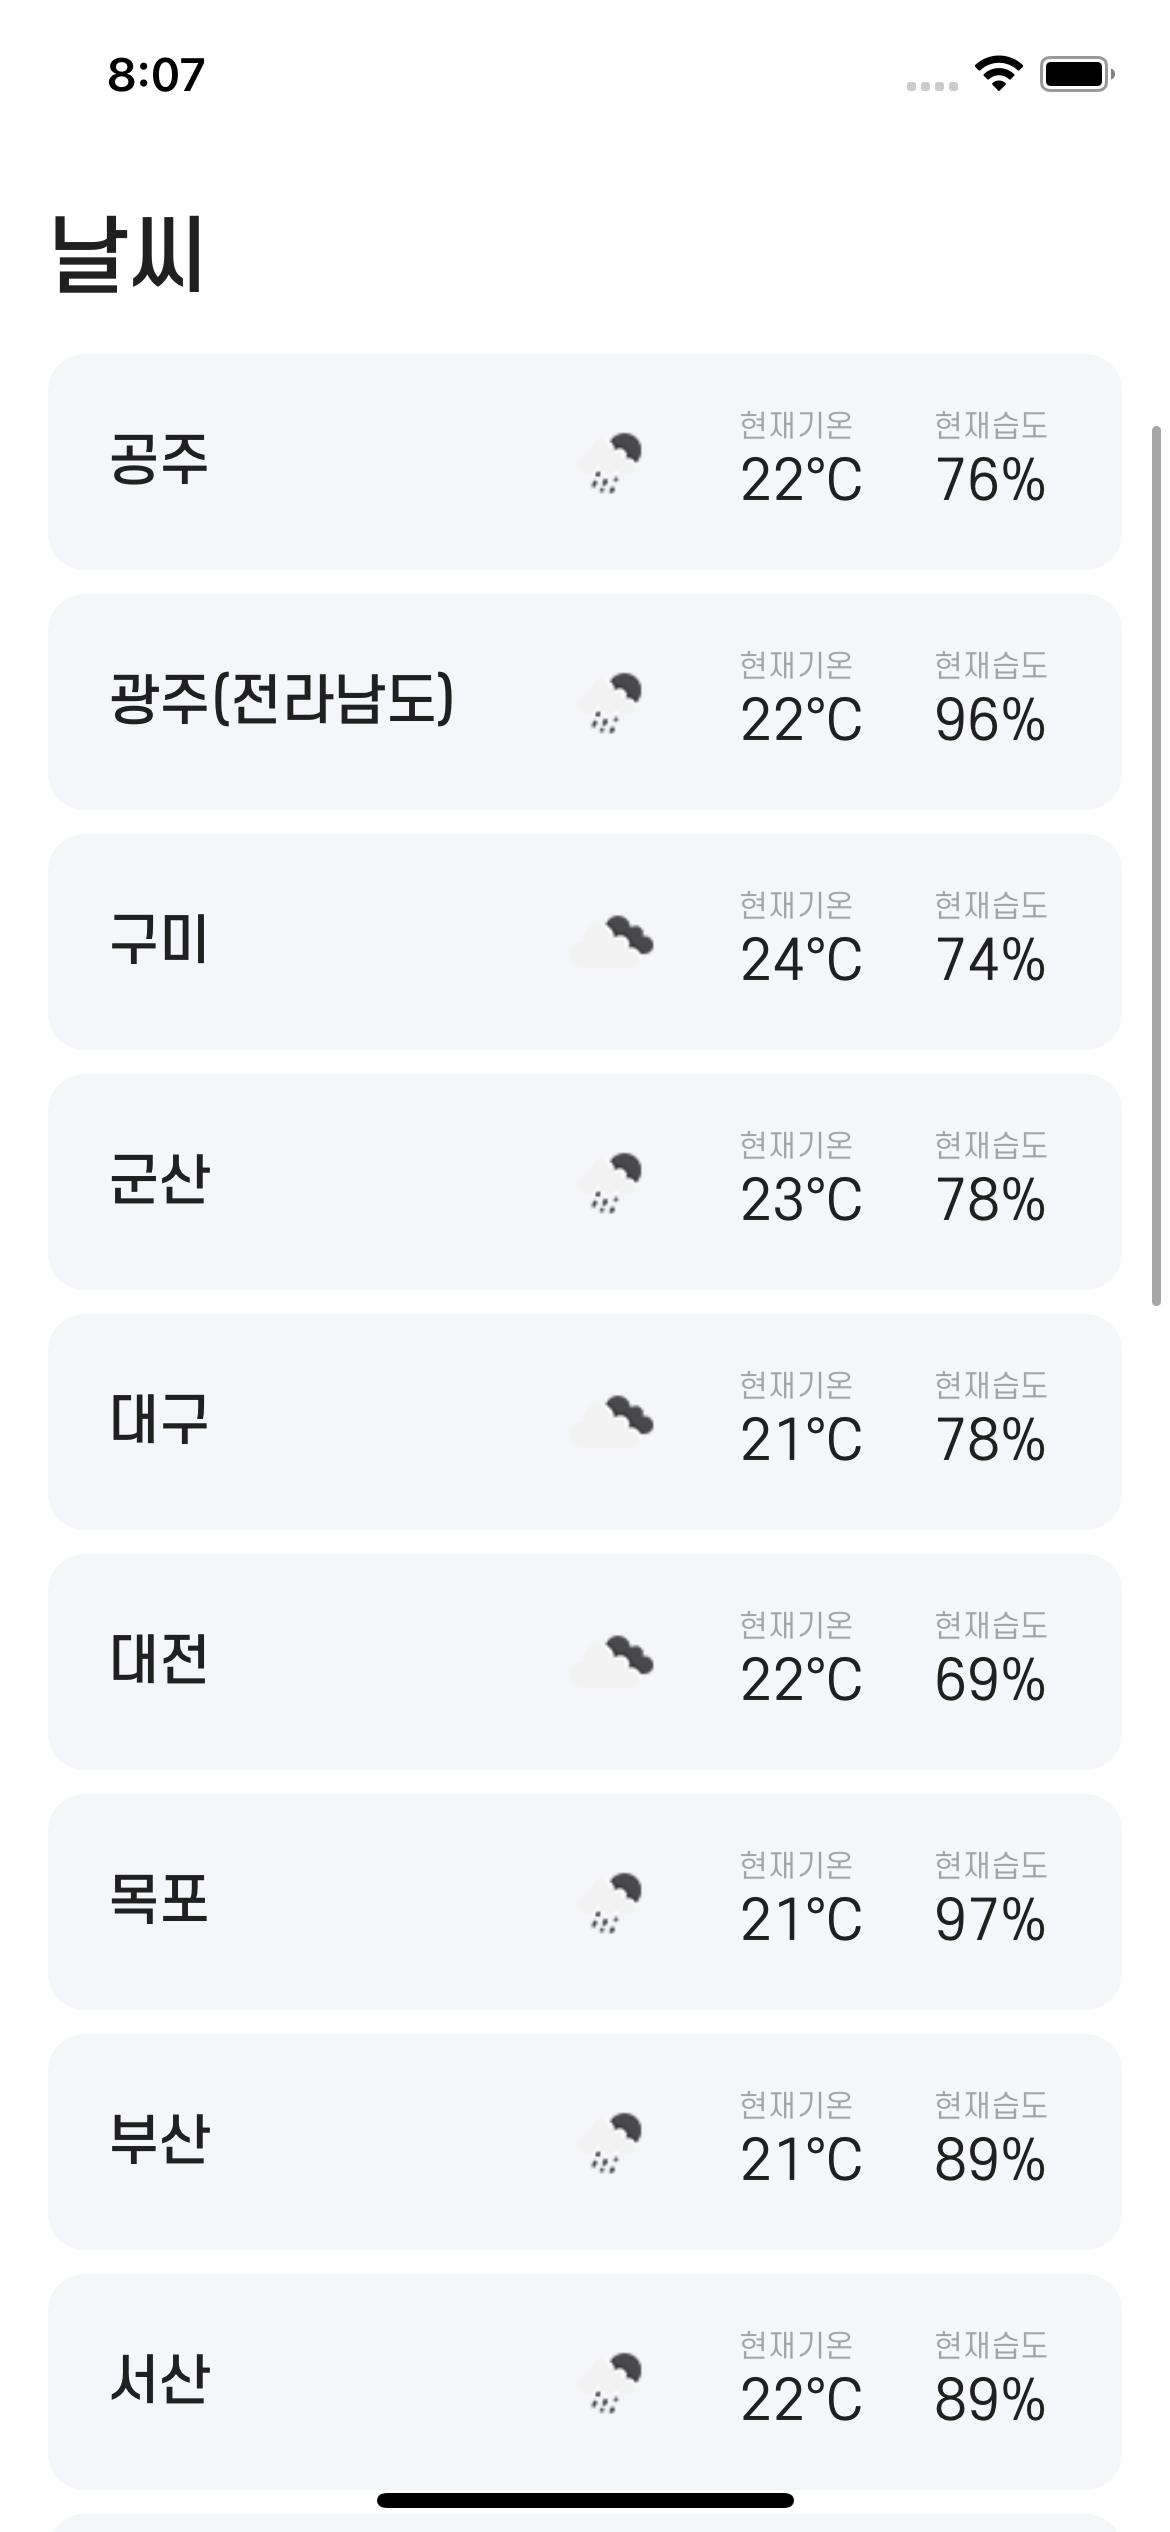 8:07
날씨
공주
현재기온 현재습도
22°C 76%
광주(전라남도)
현재기온 현재습도
22°C 96%
구미
현재기온 현재습도
24°C 74%
군산
현재기온 현재습도
23°C 78%
대구
현재기온 현재습도
21°C 78%
대전
현재기온 현재습도
22°C 69%
목포
현재기온 현재습도
21°C 97%
부산
현재기온 현재습도
21°C 89%
서산
현재기온 현재습도
22°C 89%